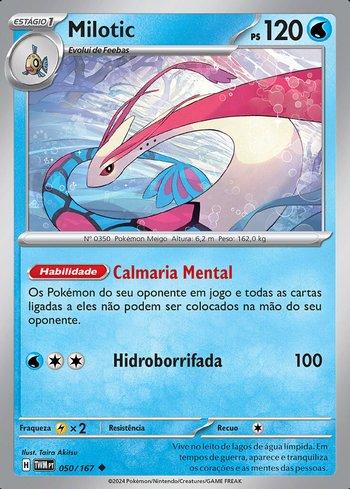 ESTÁGIO 1
Milotic
PS 120
Evolui de Feebas
Nº 0350 Pokémon Meigo Altura: 6,2 m Peso: 162,0 kg
Habilidade Calmaria Mental
Os Pokémon do seu oponente em jogo e todas as cartas
ligadas a eles não podem ser colocados na mão do seu
oponente.
Hidroborrifada 100
Fraqueza ×2 Resistência Recuo
Ilust. Taira Akitsu
H TWM PT 050/167
Vive no leito de lagos de água límpida. Em
tempos de guerra, aparece e tranquiliza
os corações e as mentes das pessoas.
©2024 Pokémon/Nintendo/Creatures/GAME FREAK